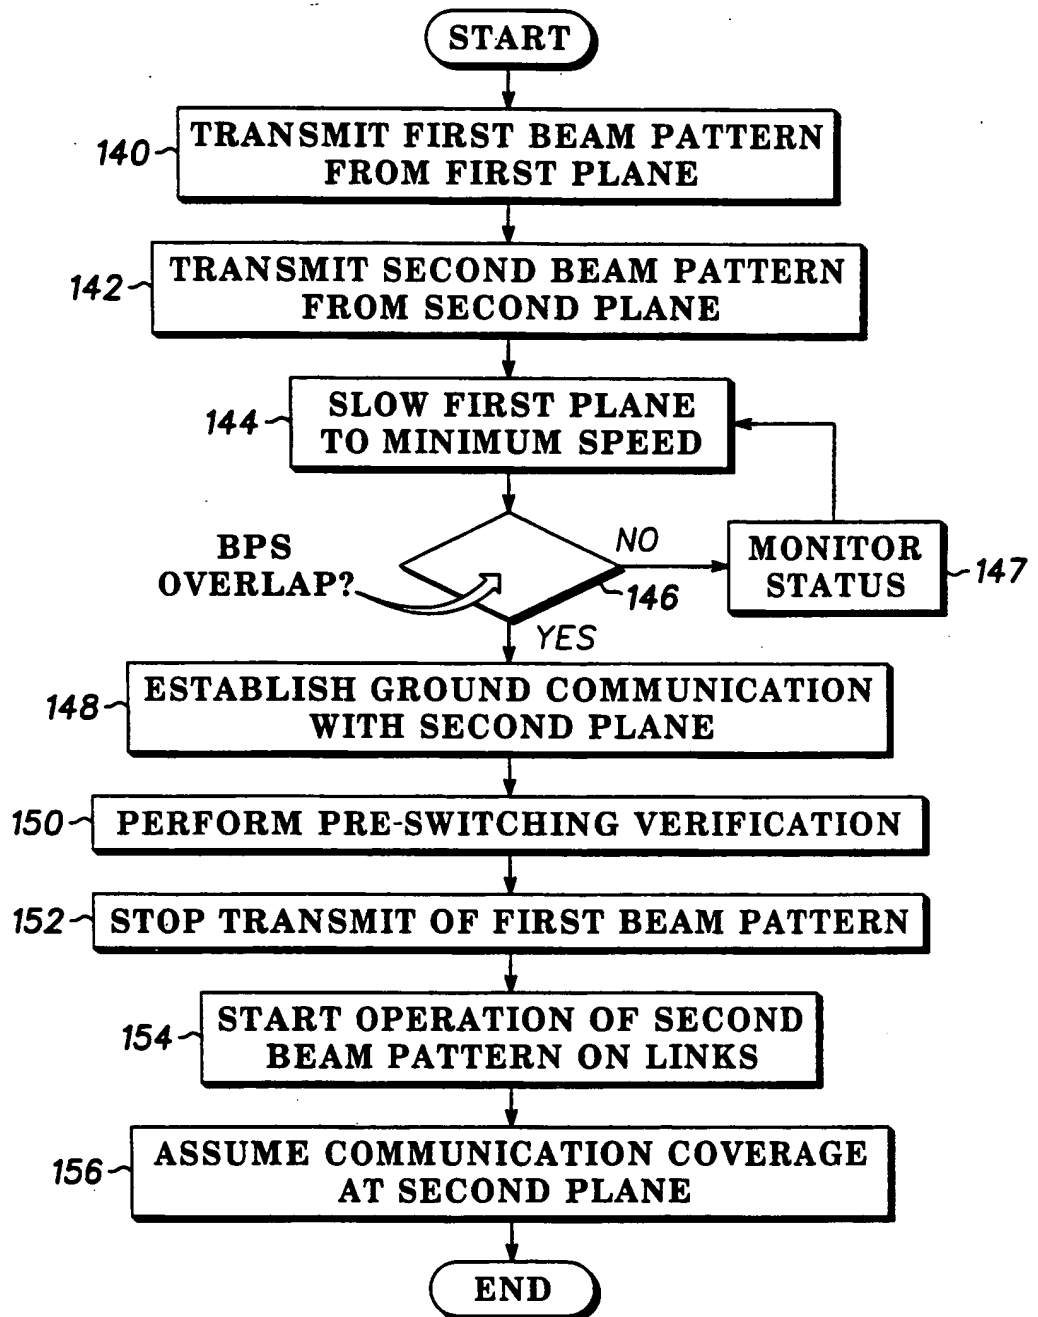 START
140
TRANSMIT FIRST BEAM PATTERN
FROM FIRST PLANE
142
TRANSMIT SECOND BEAM PATTERN
FROM SECOND PLANE
144
SLOW FIRST PLANE
TO MINIMUM SPEED
BPS
OVERLAP?
146
NO
MONITOR
STATUS
147
YES
148
ESTABLISH GROUND COMMUNICATION
WITH SECOND PLANE
150
PERFORM PRE-SWITCHING VERIFICATION
152
STOP TRANSMIT OF FIRST BEAM PATTERN
154
START OPERATION OF SECOND
BEAM PATTERN ON LINKS
156
ASSUME COMMUNICATION COVERAGE
AT SECOND PLANE
END